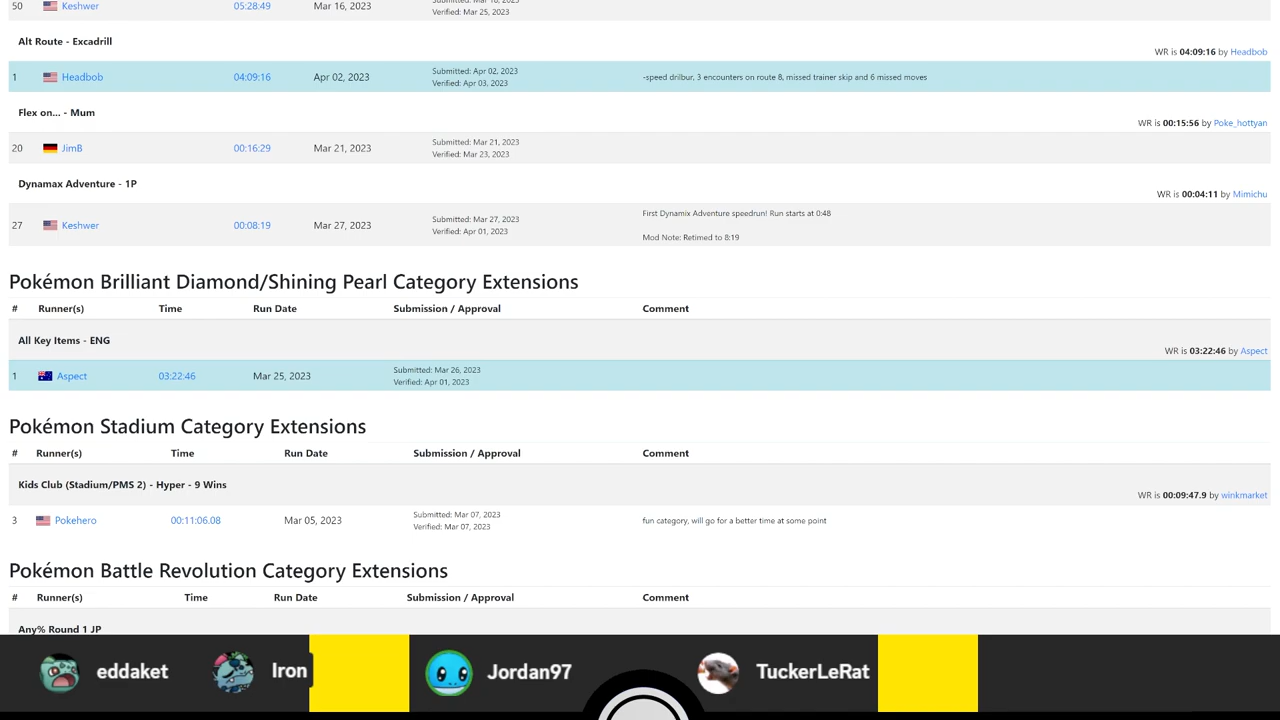 50 Keshwer 05:28:49 Mar 16, 2023 Verified: Mar 25, 2023
Alt Route - Excadrill
WR is 04:09:16 by Headbob
1 Headbob 04:09:16 Apr 02, 2023 Submitted: Apr 02, 2023 -speed drilbur, 3 encounters on route 8, missed trainer skip and 6 missed moves
Verified: Apr 03, 2023
Flex on... - Mum
WR is 00:15:56 by Poke_hottyan
20 JimB 00:16:29 Mar 21, 2023 Submitted: Mar 21, 2023
Verified: Mar 23, 2023
Dynamax Adventure - 1P
WR is 00:04:11 by Mimichu
27 Keshwer 00:08:19 Mar 27, 2023 Submitted: Mar 27, 2023 First Dynamix Adventure speedrun! Run starts at 0:48
Verified: Apr 01, 2023 Mod Note: Retimed to 8:19
Pokémon Brilliant Diamond/Shining Pearl Category Extensions
# Runner(s) Time Run Date Submission / Approval Comment
All Key Items - ENG
WR is 03:22:46 by Aspect
1 Aspect 03:22:46 Mar 25, 2023 Submitted: Mar 26, 2023
Verified: Apr 01, 2023
Pokémon Stadium Category Extensions
# Runner(s) Time Run Date Submission / Approval Comment
Kids Club (Stadium/PMS 2) - Hyper - 9 Wins
WR is 00:09:47.9 by winkmarket
3 Pokehero 00:11:06.08 Mar 05, 2023 Submitted: Mar 07, 2023 fun category, will go for a better time at some point
Verified: Mar 07, 2023
Pokémon Battle Revolution Category Extensions
# Runner(s) Time Run Date Submission / Approval Comment
Any% Round 1 JP
eddaket Iron Jordan97 TuckerLeRat